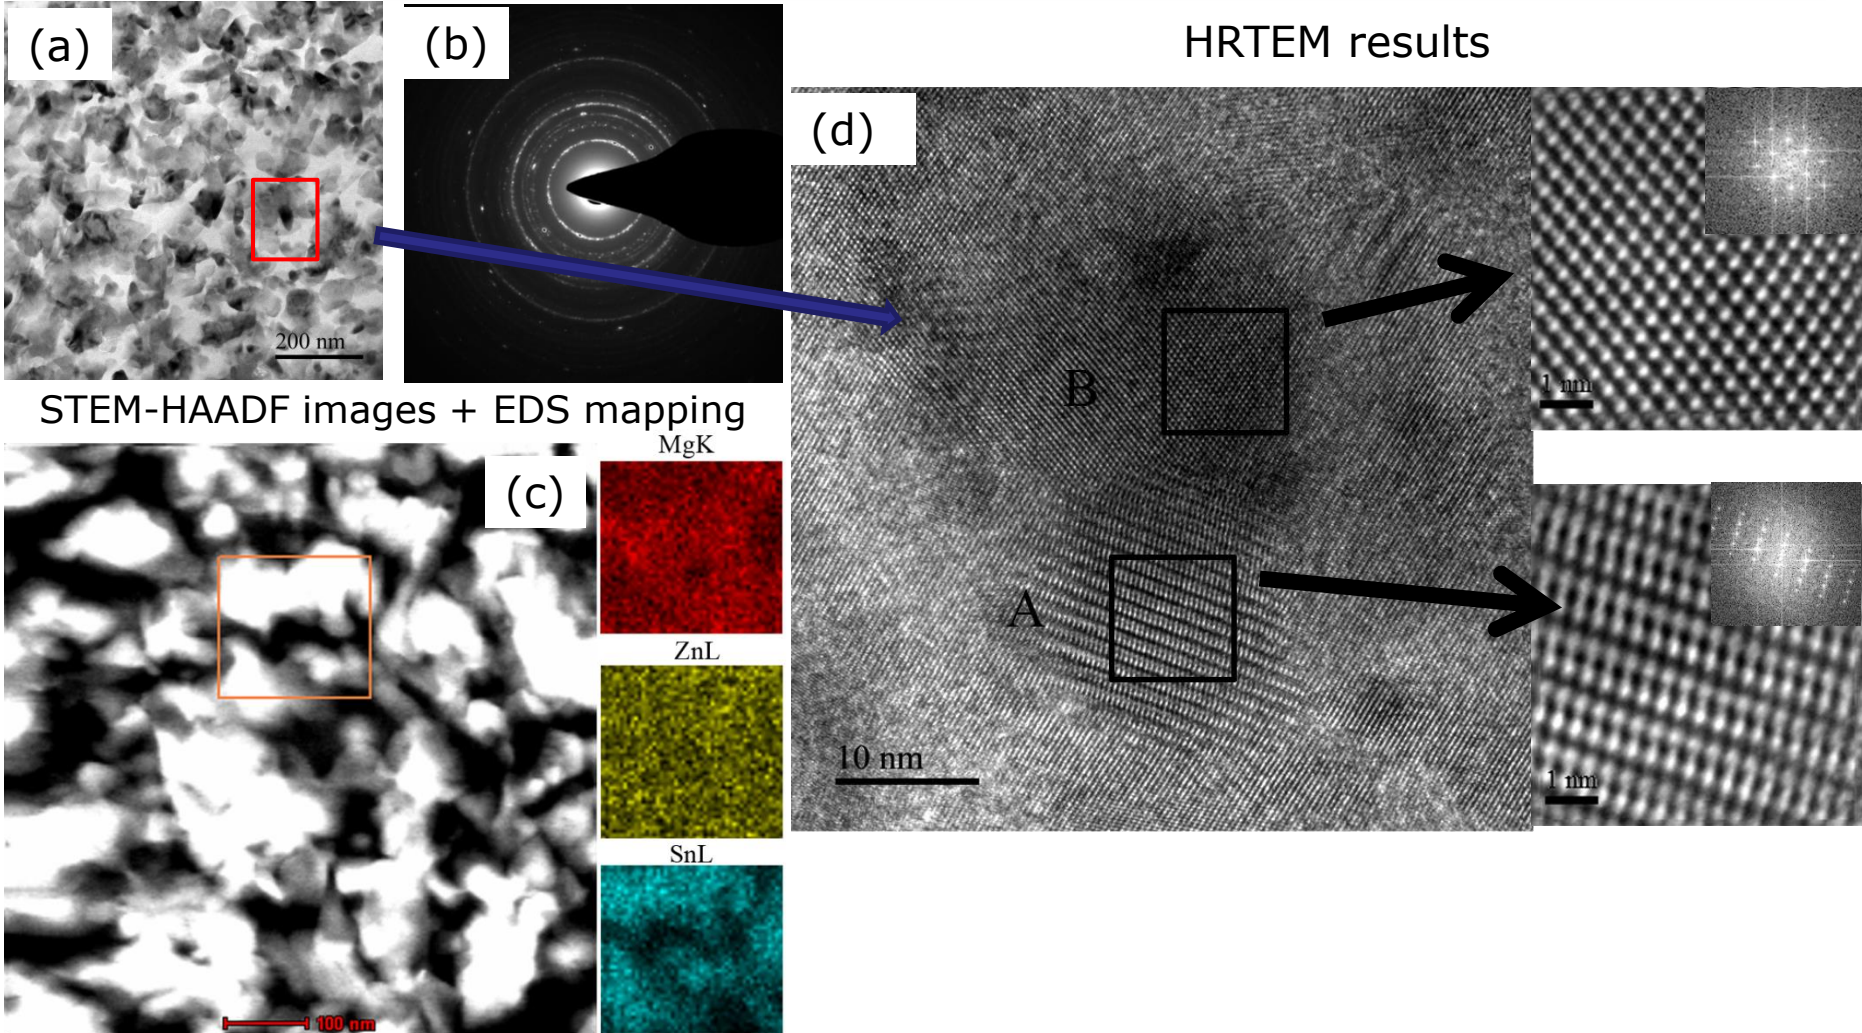 (a)
200 nm
(b)
HRTEM results
(d)
B
A
10 nm
1 nm
1 nm
STEM-HAADF images + EDS mapping
(c)
100 nm
MgK
ZnL
SnL